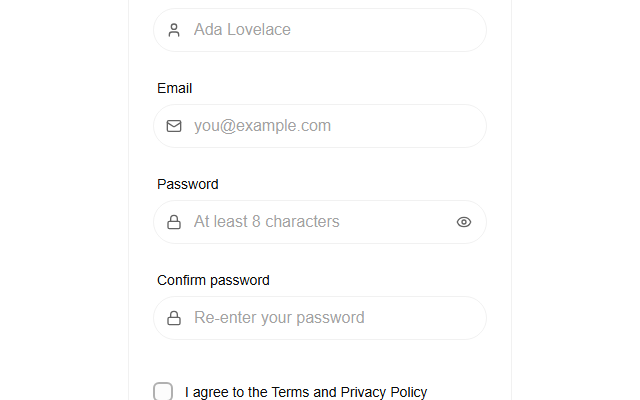 Ada Lovelace
Email
you@example.com
Password
At least 8 characters
Confirm password
Re-enter your password
I agree to the Terms and Privacy Policy